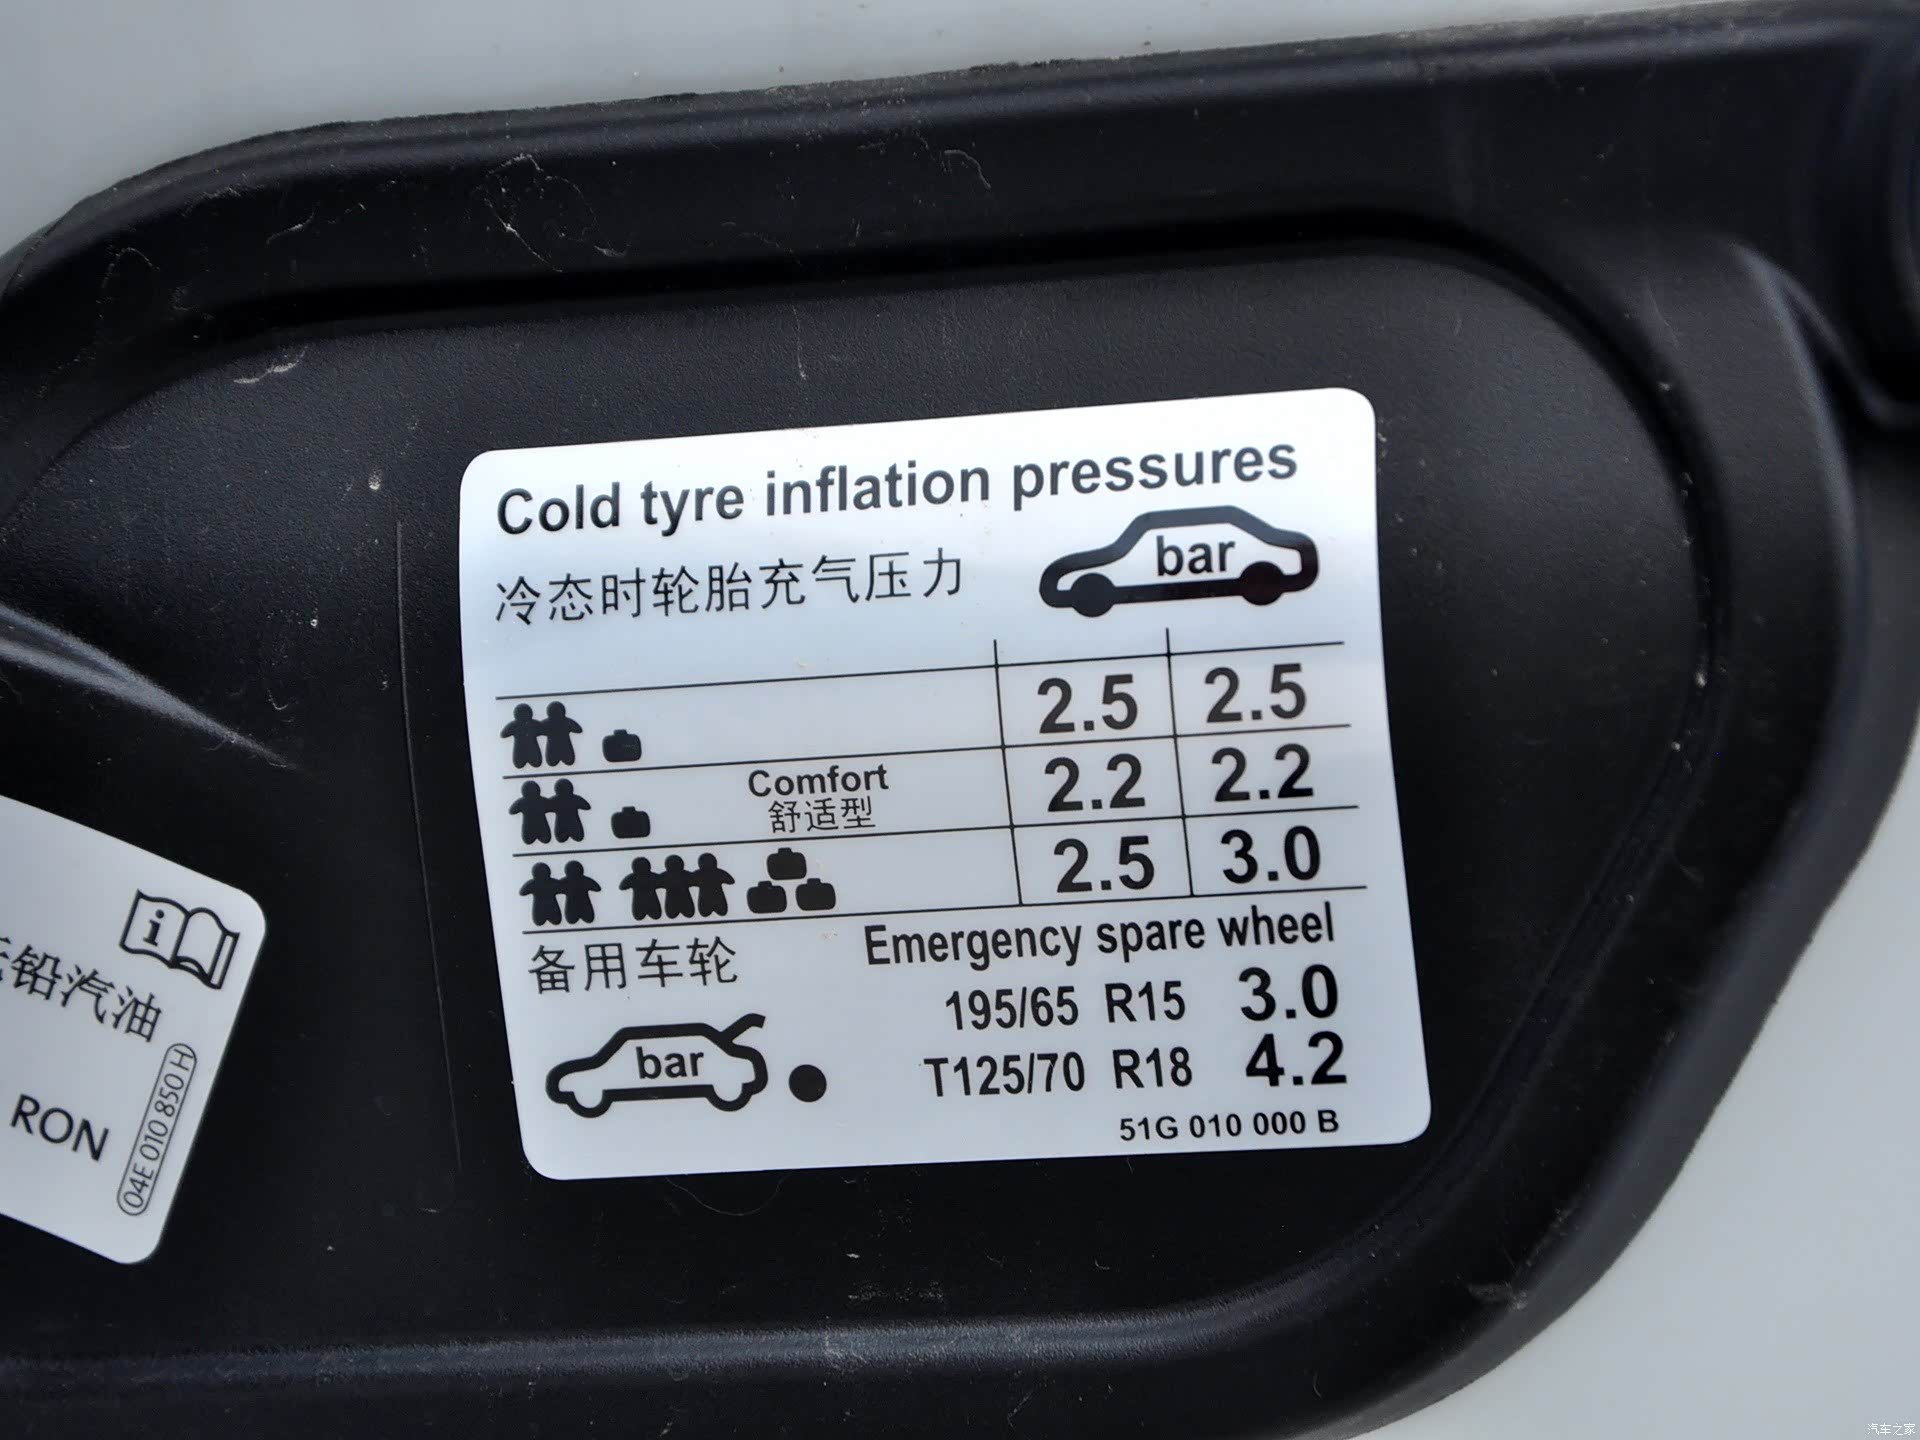 Cold tyre inflation pressures
冷态时轮胎充气压力
bar
2.5 2.5
Comfort
舒适型
2.2 2.2
2.5 3.0
备用车轮 Emergency spare wheel
195/65 R15 3.0
bar
T125/70 R18 4.2
51G 010 000 B
i
铅汽油
RON
04E 010 850 H
汽车之家